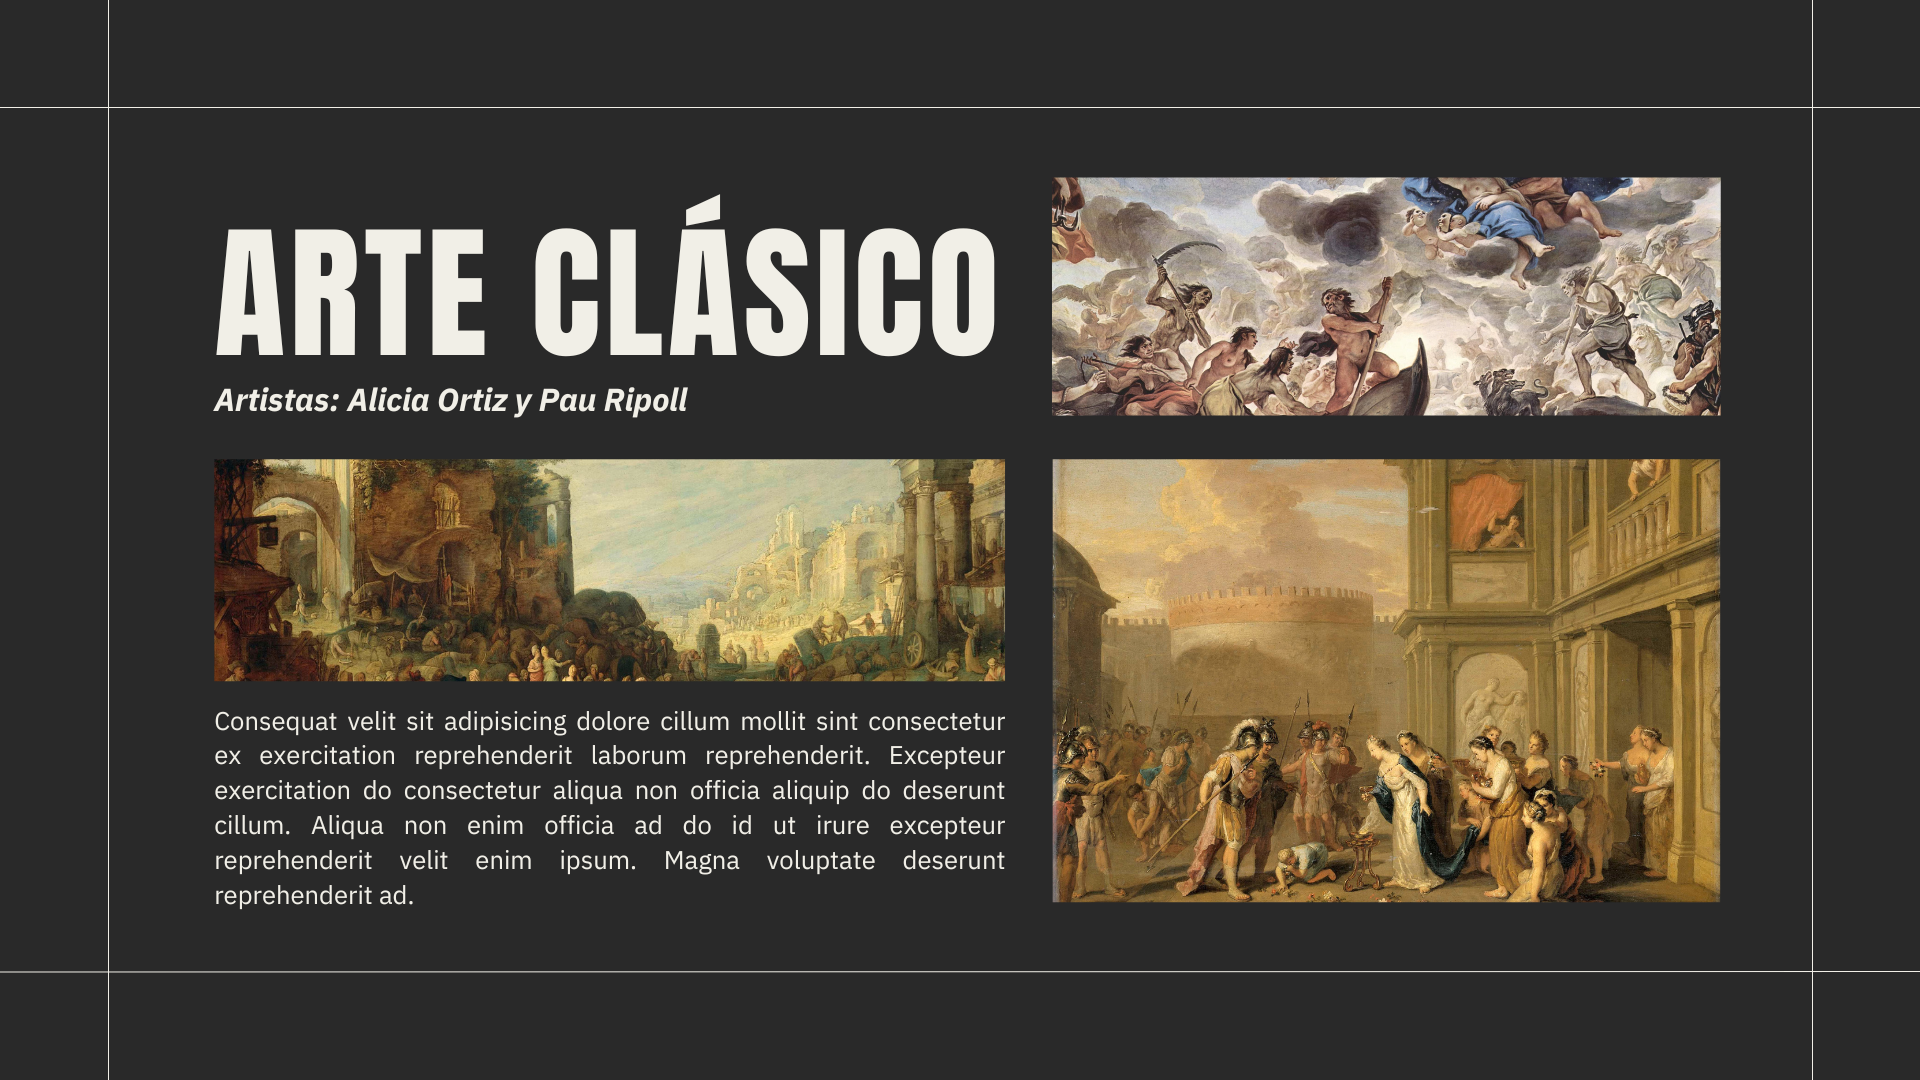 ARTE CLÁSICO
Artistas: Alicia Ortiz y Pau Ripoll
Consequat velit sit adipisicing dolore cillum mollit sint consectetur
ex exercitation reprehenderit laborum reprehenderit. Excepteur
exercitation do consectetur aliqua non officia aliquip do deserunt
cillum. Aliqua non enim officia ad do id ut irure excepteur
reprehenderit velit enim ipsum. Magna voluptate deserunt
reprehenderit ad.